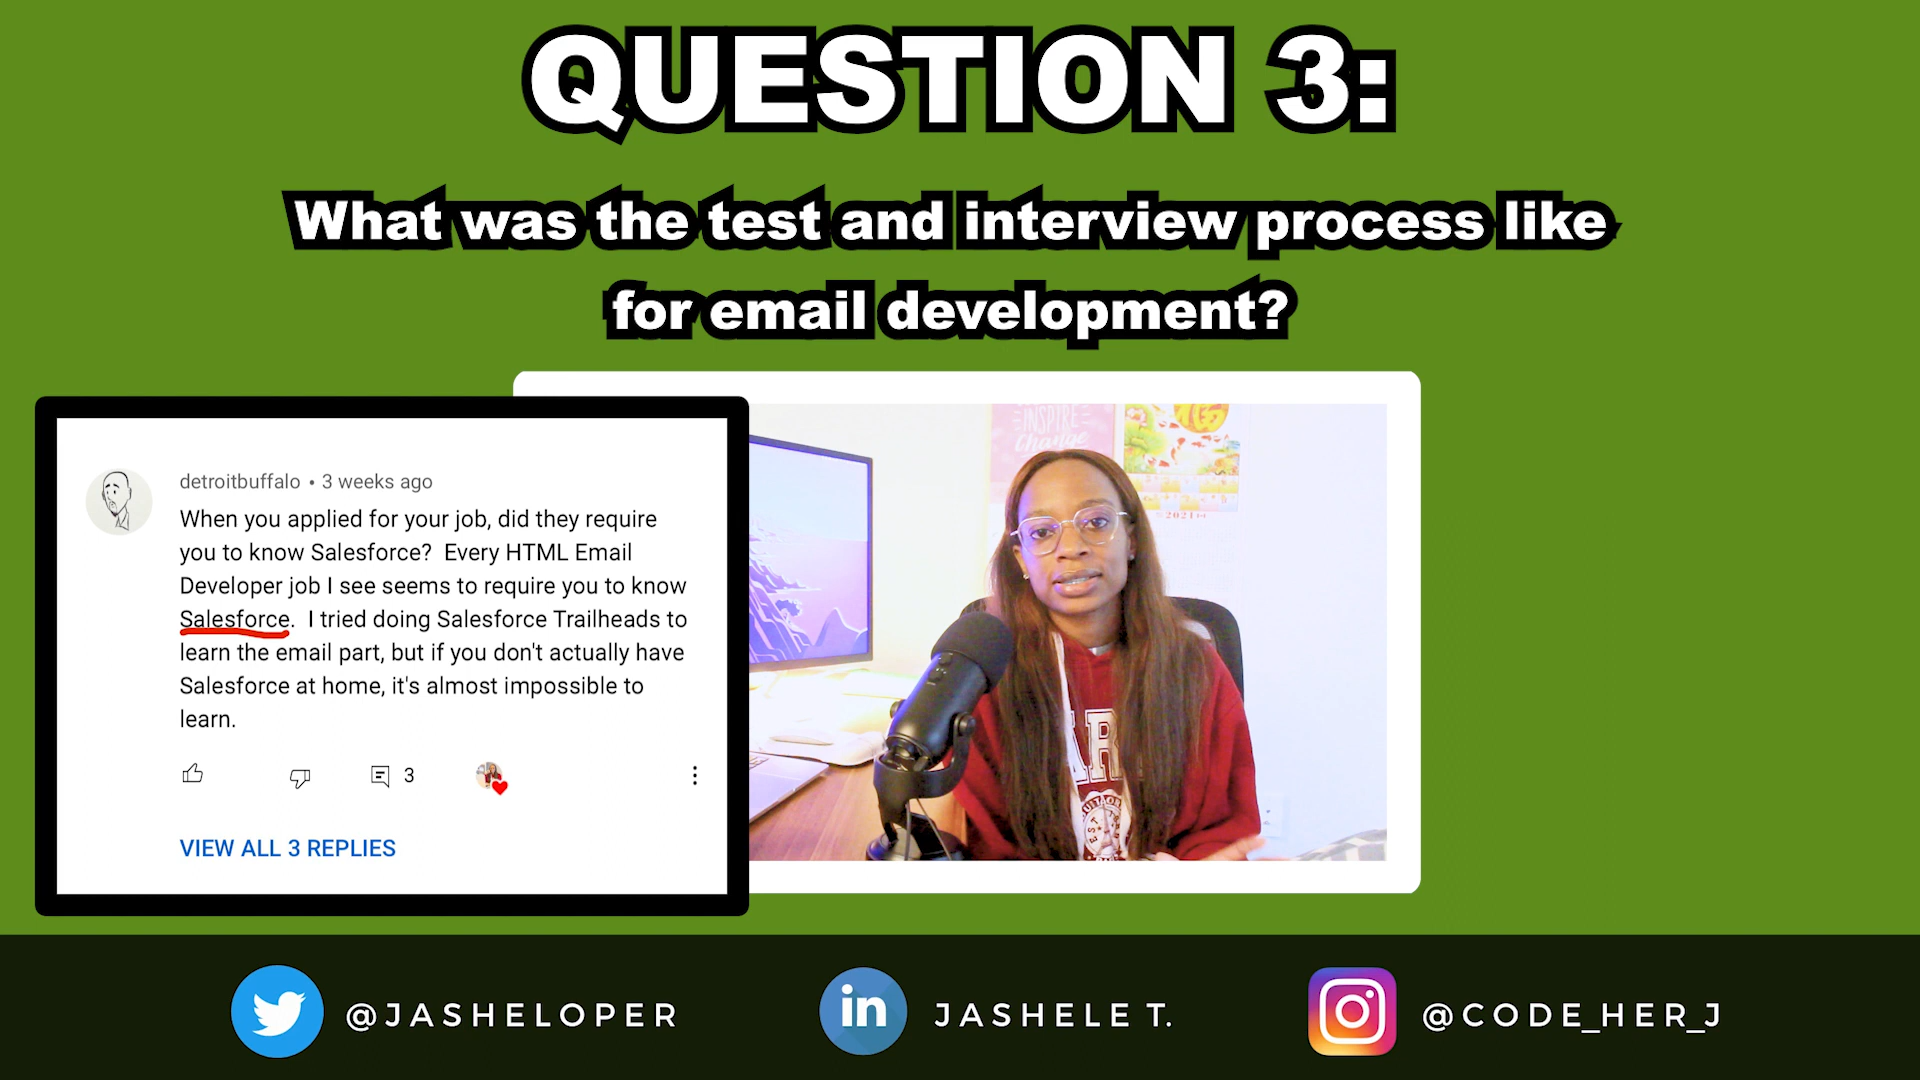 QUESTION 3:
What was the test and interview process like
for email development?
detroitbuffalo • 3 weeks ago
When you applied for your job, did they require
you to know Salesforce? Every HTML Email
Developer job I see seems to require you to know
Salesforce. I tried doing Salesforce Trailheads to
learn the email part, but if you don't actually have
Salesforce at home, it's almost impossible to
learn.
3
VIEW ALL 3 REPLIES
INSPIRE
Change
2021
AR
EST
in
@JASHELOPER
JASHELE T.
@CODE_HER_J